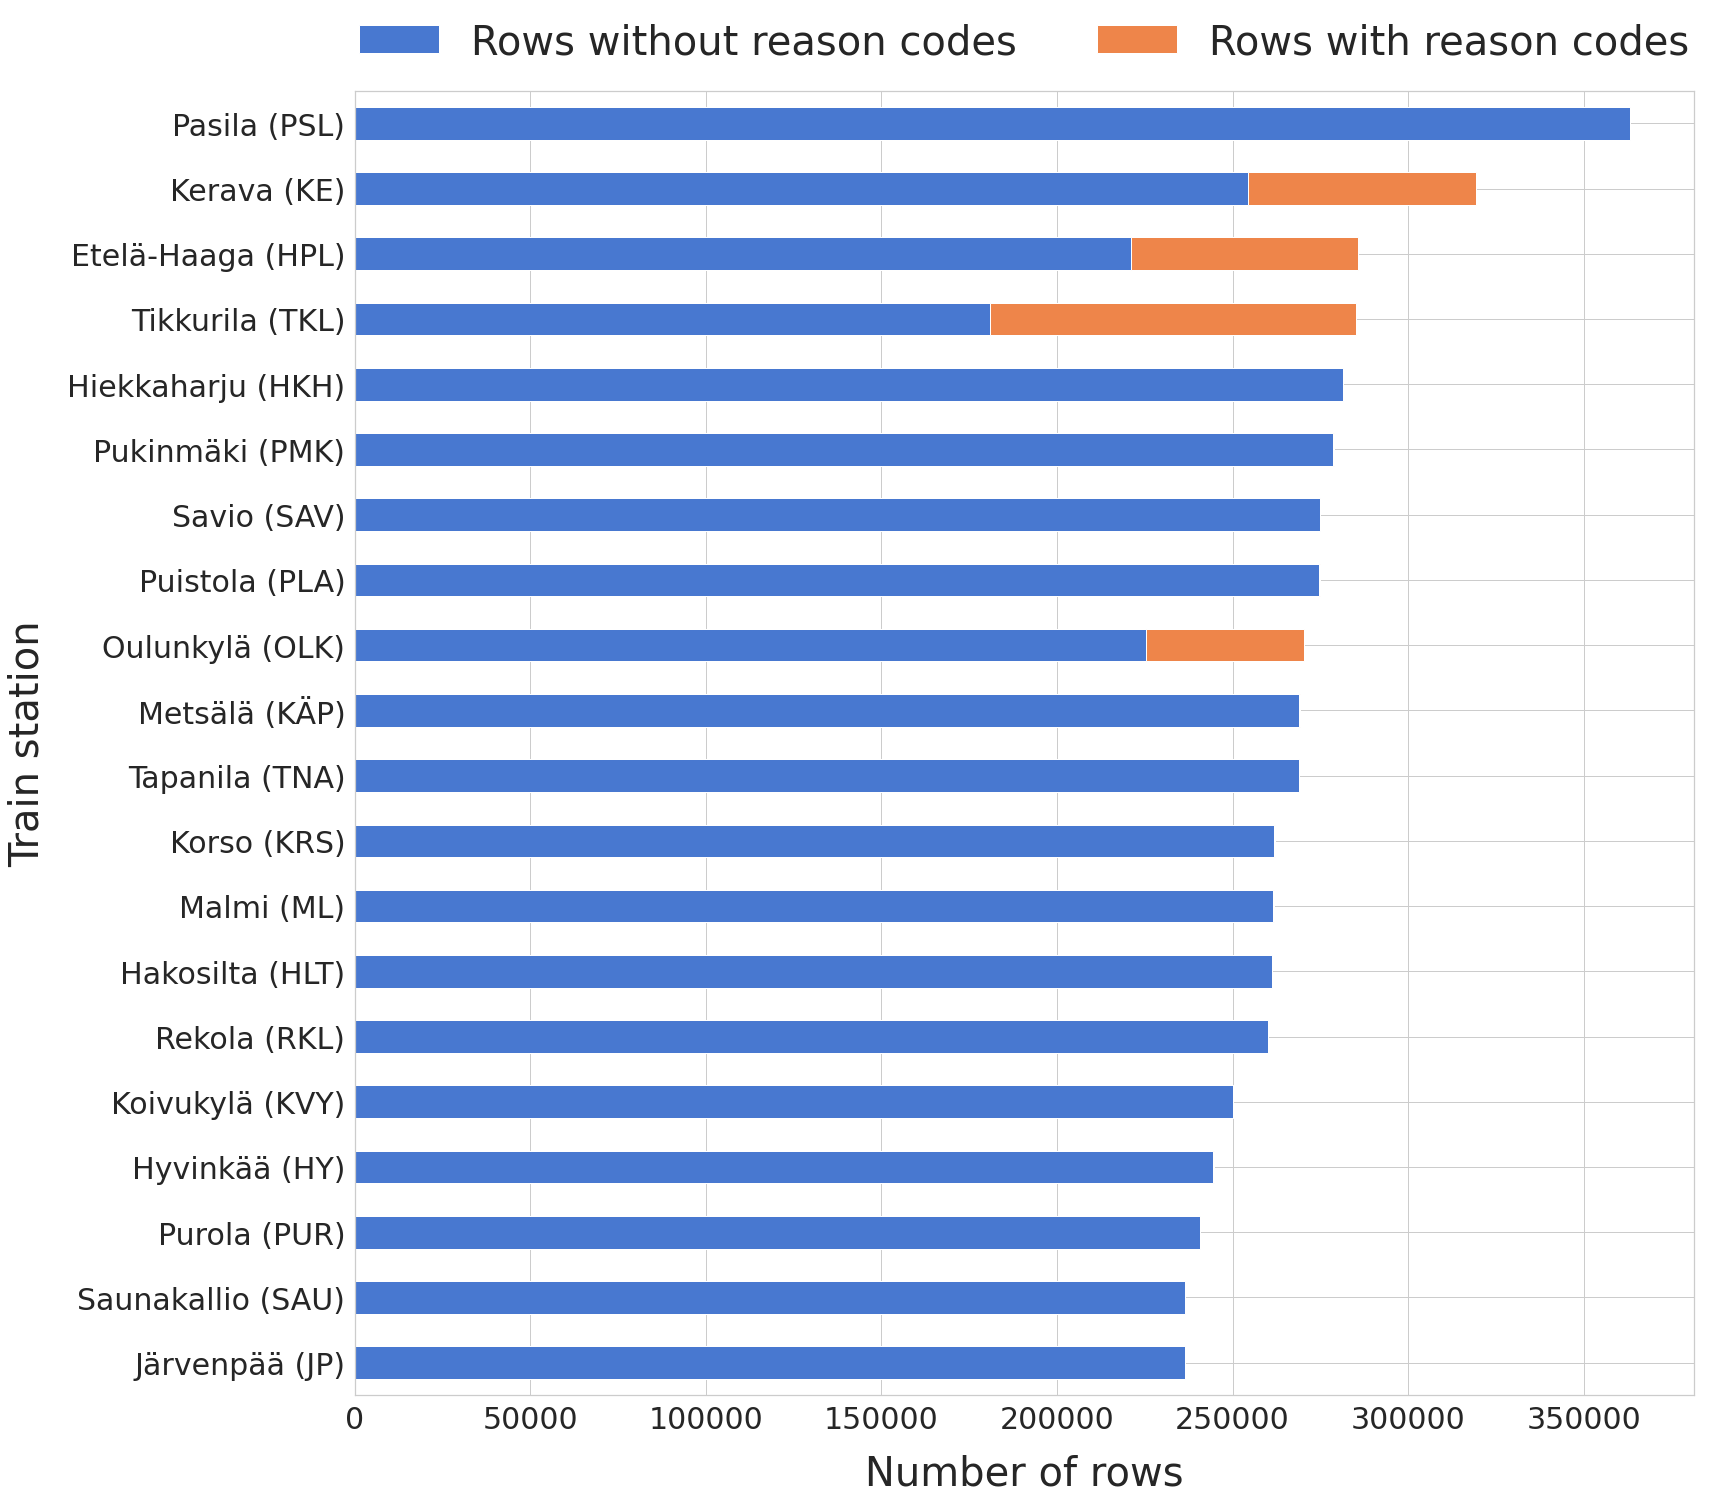 Rows without reason codes Rows with reason codes
Pasila (PSL)
Kerava (KE)
Etelä-Haaga (HPL)
Tikkurila (TKL)
Hiekkaharju (HKH)
Pukinmäki (PMK)
Savio (SAV)
Puistola (PLA)
Oulunkylä (OLK)
Metsälä (KÄP)
Tapanila (TNA)
Korso (KRS)
Malmi (ML)
Hakosilta (HLT)
Rekola (RKL)
Koivukylä (KVY)
Hyvinkää (HY)
Purola (PUR)
Saunakallio (SAU)
Järvenpää (JP)
Train station
0 50000 100000 150000 200000 250000 300000 350000
Number of rows